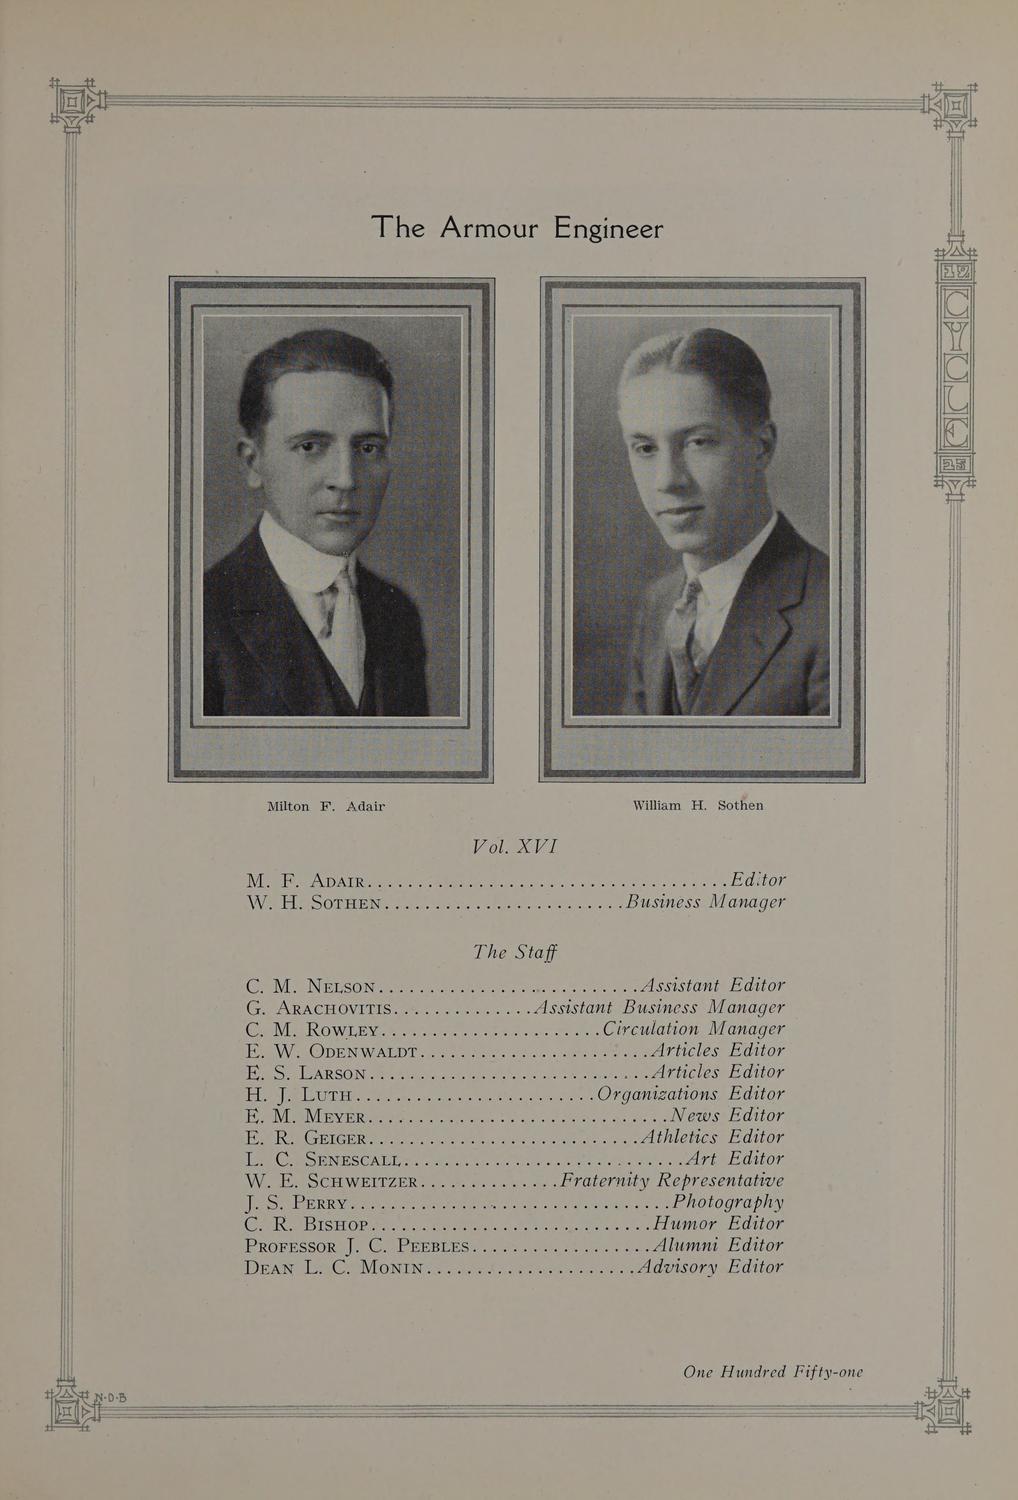 The Armour Engineer
19
CYCLE
25
Milton F. Adair
William H. Sothen
Vol. XVI
M. F. Adair.......................................Editor
W. H. Sothen.........................Business Manager
The Staff
C. M. Nelson............................Assistant Editor
G. Arachovitis..............Assistant Business Manager
C. M. Rowley.......................Circulation Manager
E. W. Odenwaldt.........................Articles Editor
E. S. Larson..............................Articles Editor
H. J. Luth.........................Organizations Editor
E. M. Meyer................................News Editor
E. R. Geiger.............................Athletics Editor
L. C. Senescall..............................Art Editor
W. E. Schweitzer..............Fraternity Representative
J. S. Perry..................................Photography
C. R. Bishop..............................Humor Editor
Professor J. C. Peebles...................Alumni Editor
Dean L. C. Monin.......................Advisory Editor
One Hundred Fifty-one
N·D·B